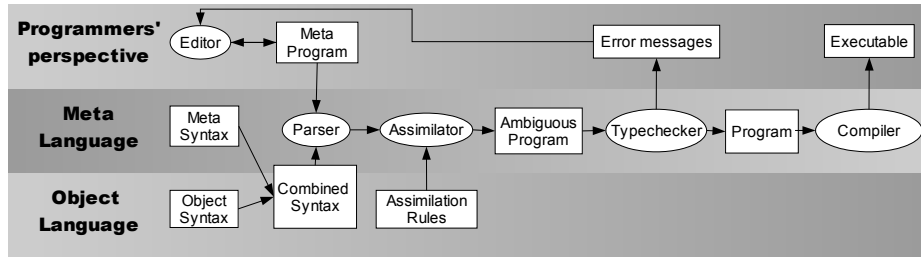 Programmers'
perspective
Editor
Meta
Program
Error messages
Executable
Meta
Language
Meta
Syntax
Parser
Assimilator
Ambiguous
Program
Typechecker
Program
Compiler
Object
Language
Object
Syntax
Combined
Syntax
Assimilation
Rules